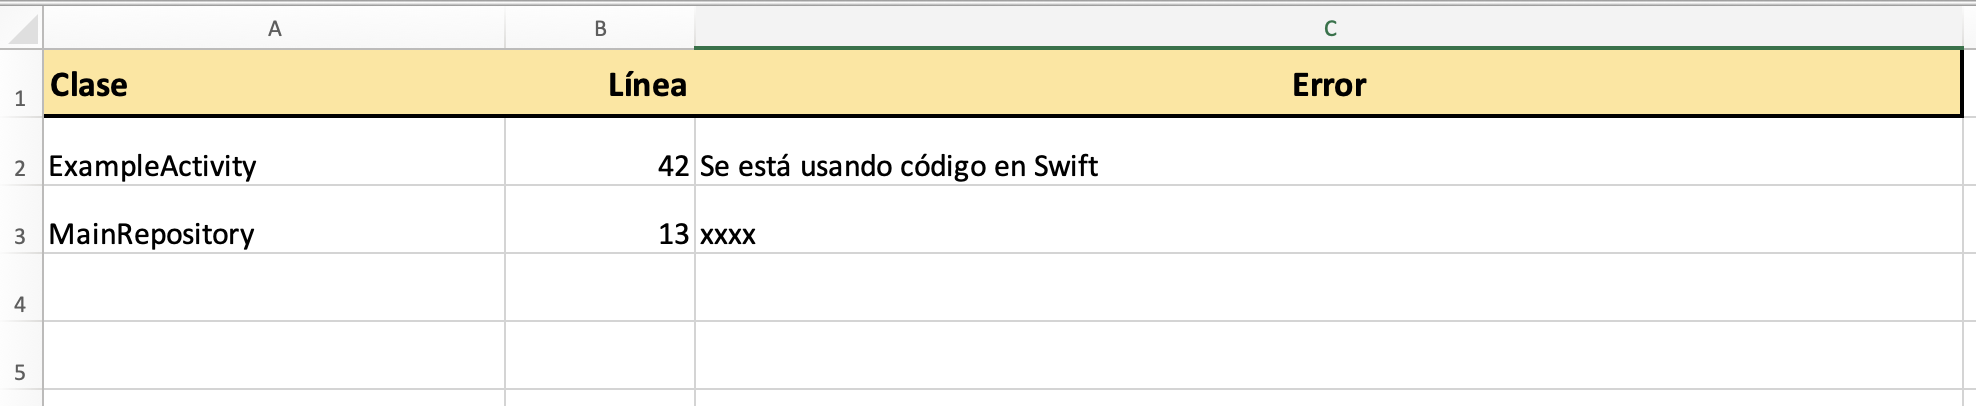 A B C
1 Clase Línea Error
2 ExampleActivity 42 Se está usando código en Swift
3 MainRepository 13 xxxx
4
5